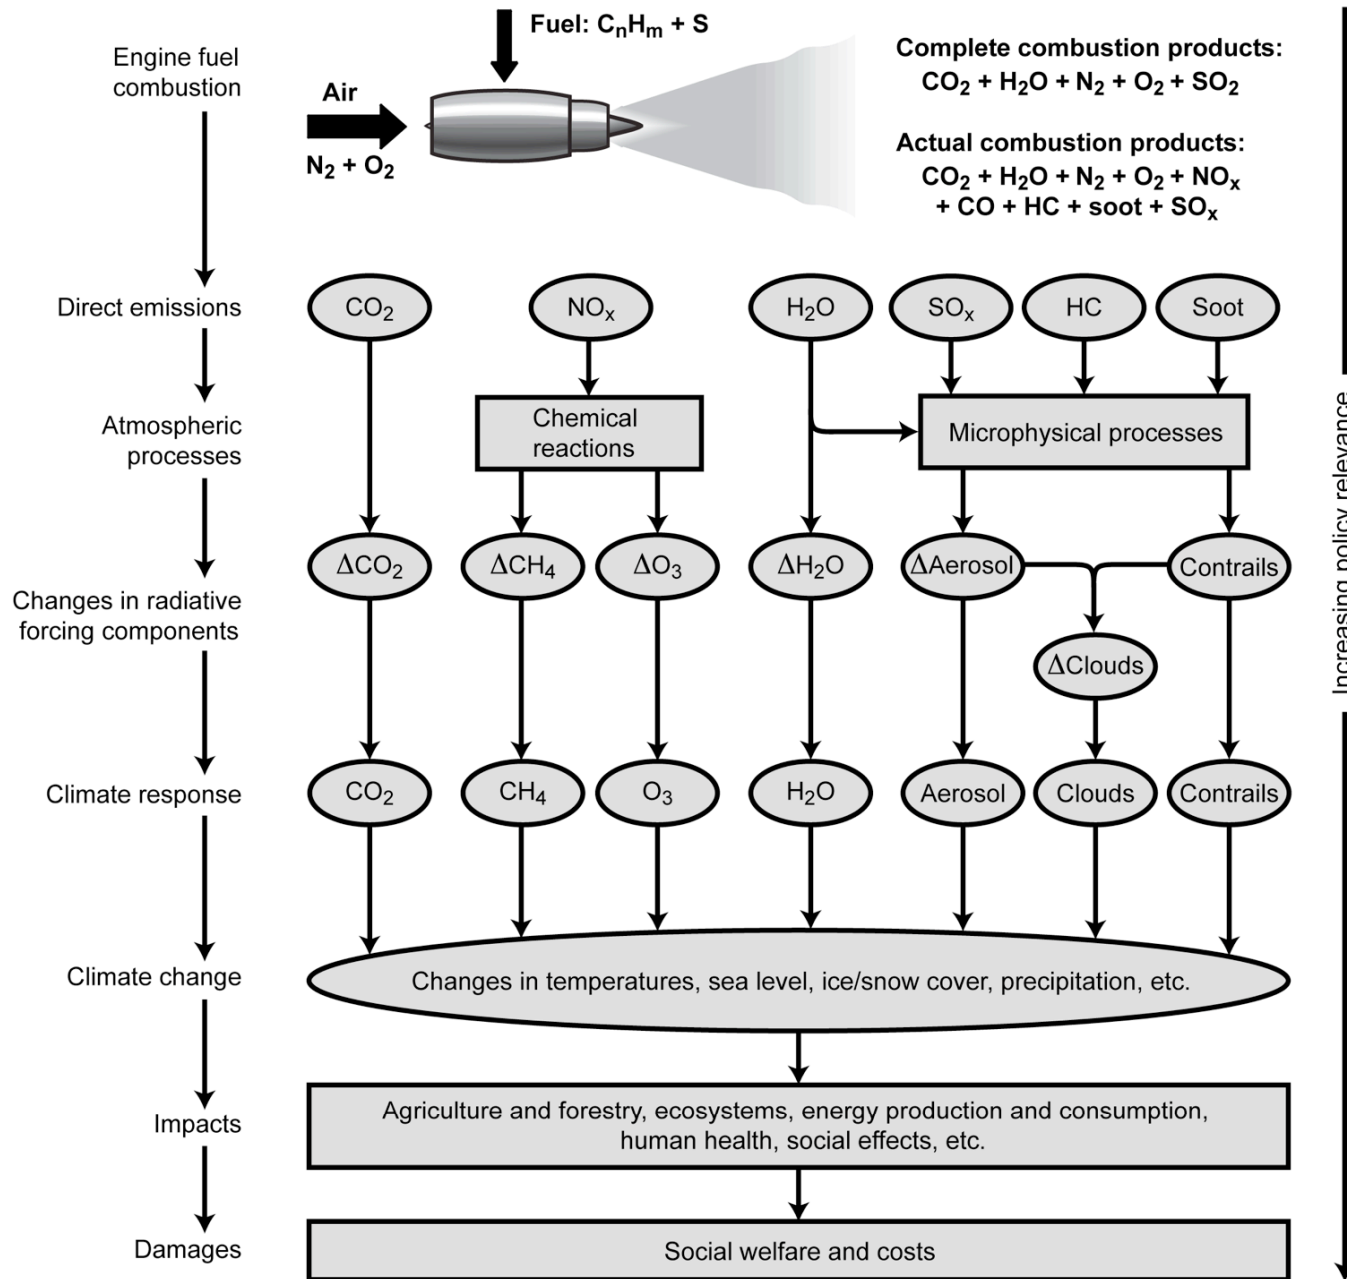 Engine fuel
combustion
Fuel: CnHm + S
Air
N2 + O2
Complete combustion products:
CO2 + H2O + N2 + O2 + SO2
Actual combustion products:
CO2 + H2O + N2 + O2 + NOx
+ CO + HC + soot + SOx
Direct emissions
CO2
NOx
H2O
SOx
HC
Soot
Atmospheric
processes
Chemical
reactions
Microphysical processes
Changes in radiative
forcing components
ΔCO2
ΔCH4
ΔO3
ΔH2O
ΔAerosol
Contrails
ΔClouds
Climate response
CO2
CH4
O3
H2O
Aerosol
Clouds
Contrails
Climate change
Changes in temperatures, sea level, ice/snow cover, precipitation, etc.
Impacts
Agriculture and forestry, ecosystems, energy production and consumption,
human health, social effects, etc.
Damages
Social welfare and costs
Increasing policy relevance